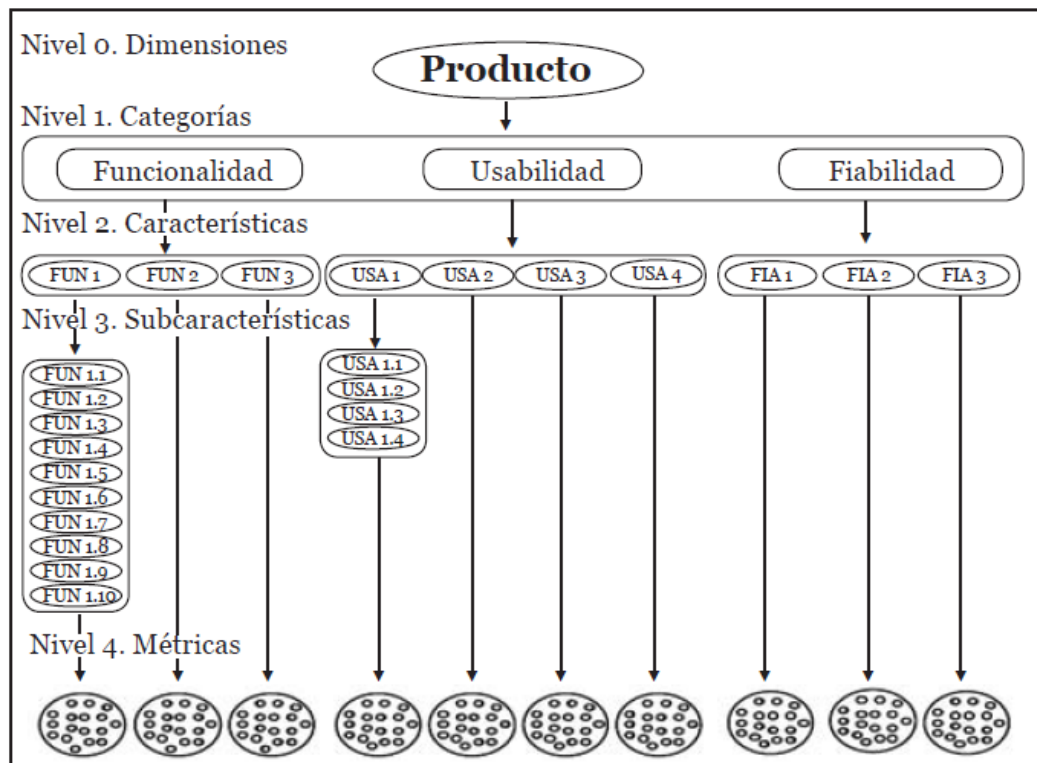 Nivel 0. Dimensiones
Producto
Nivel 1. Categorías
Funcionalidad Usabilidad Fiabilidad
Nivel 2. Características
FUN 1 FUN 2 FUN 3 USA 1 USA 2 USA 3 USA 4 FIA 1 FIA 2 FIA 3
Nivel 3. Subcaracterísticas
FUN 1.1
FUN 1.2
FUN 1.3
FUN 1.4
FUN 1.5
FUN 1.6
FUN 1.7
FUN 1.8
FUN 1.9
FUN 1.10
USA 1.1
USA 1.2
USA 1.3
USA 1.4
Nivel 4. Métricas